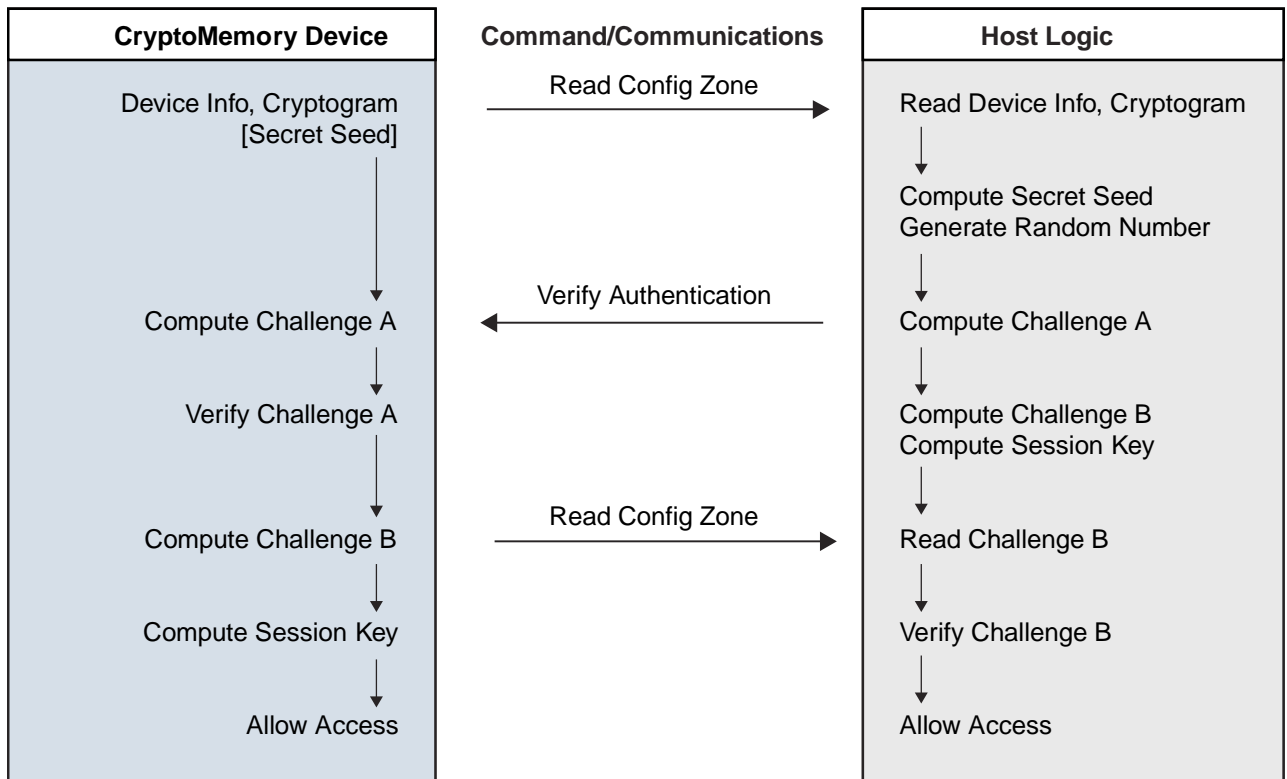 CryptoMemory Device
Command/Communications
Host Logic
Device Info, Cryptogram
[Secret Seed]
Read Config Zone
Read Device Info, Cryptogram
Compute Secret Seed
Generate Random Number
Compute Challenge A
Verify Authentication
Compute Challenge A
Verify Challenge A
Compute Challenge B
Compute Session Key
Compute Challenge B
Read Config Zone
Read Challenge B
Compute Session Key
Verify Challenge B
Allow Access
Allow Access